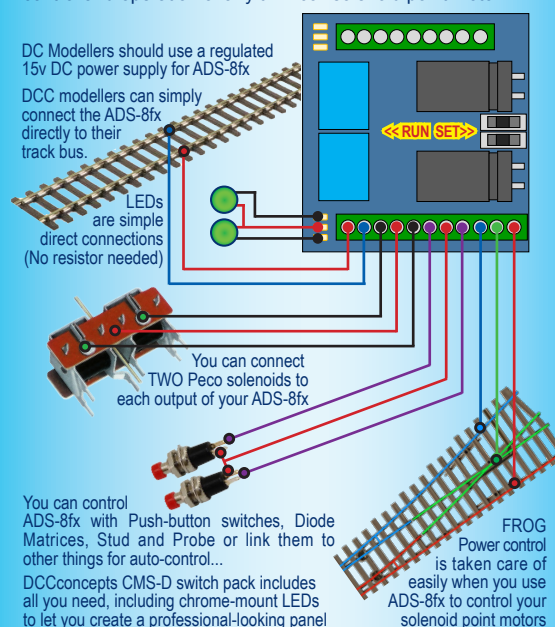 DC Modellers should use a regulated
15v DC power supply for ADS-8fx
DCC modellers can simply
connect the ADS-8fx
directly to their
track bus.
<< RUN SET>>
LEDs
are simple
direct connections
(No resistor needed)
You can connect
TWO Peco solenoids to
each output of your ADS-8fx
You can control
ADS-8fx with Push-button switches, Diode
Matrices, Stud and Probe or link them to
other things for auto-control...
DCCconcepts CMS-D switch pack includes
all you need, including chrome-mount LEDs
to let you create a professional-looking panel
FROG
Power control
is taken care of
easily when you use
ADS-8fx to control your
solenoid point motors